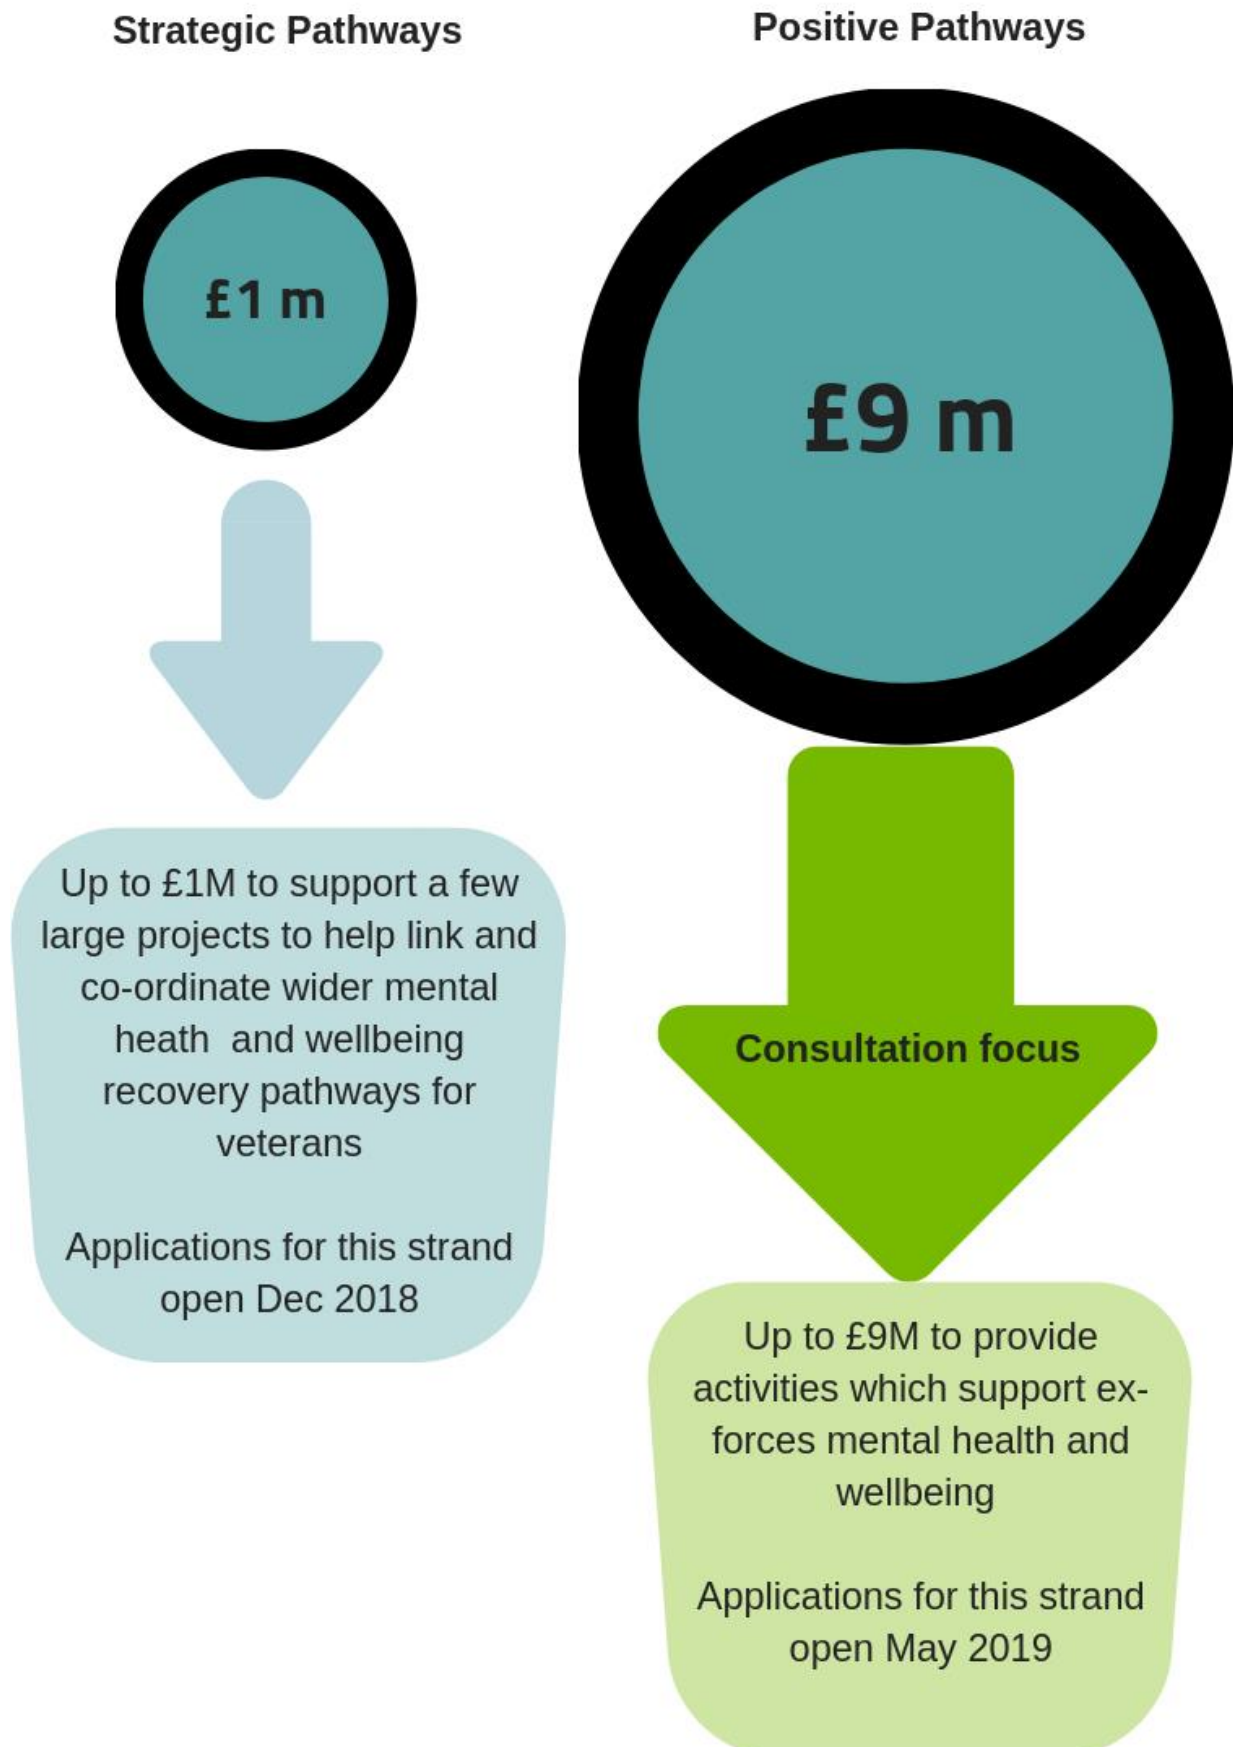 Strategic Pathways
£1 m
Up to £1M to support a few
large projects to help link and
co-ordinate wider mental
heath  and wellbeing
recovery pathways for
veterans
Applications for this strand
open Dec 2018
Positive Pathways
£9 m
Consultation focus
Up to £9M to provide
activities which support ex-
forces mental health and
wellbeing
Applications for this strand
open May 2019